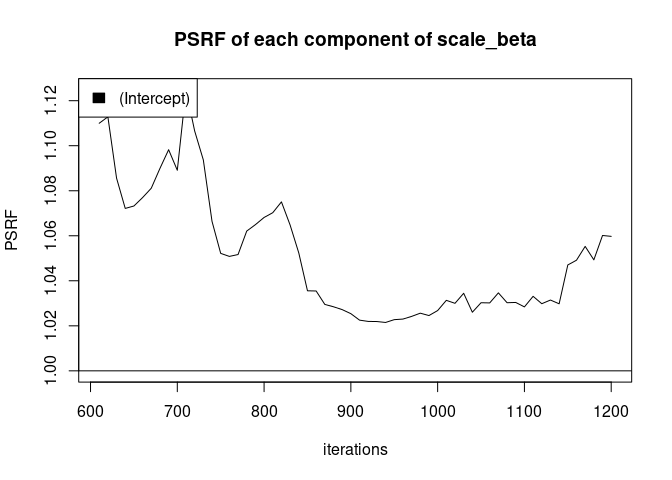 PSRF of each component of scale_beta
(Intercept)
PSRF
1.12
1.10
1.08
1.06
1.04
1.02
1.00
600 700 800 900 1000 1100 1200
iterations